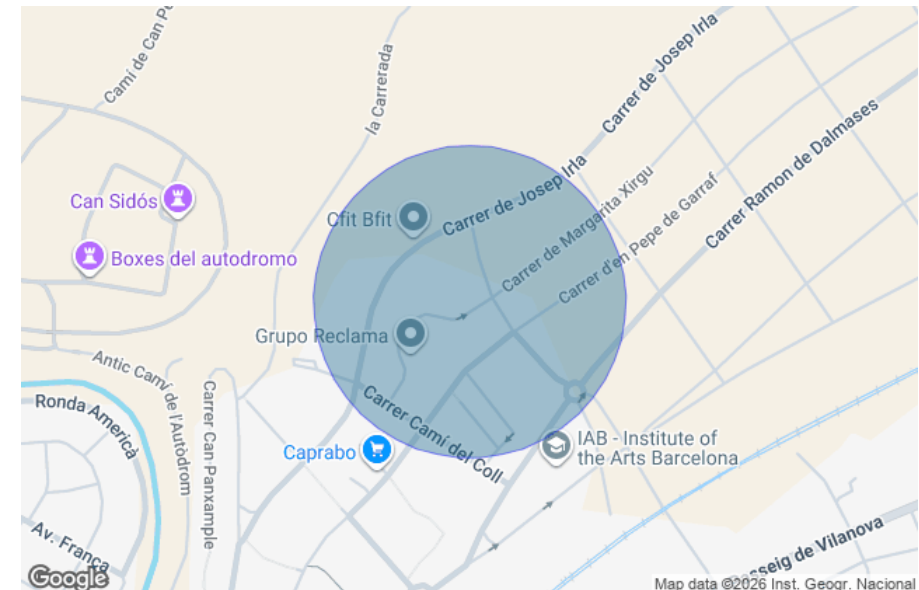 Camí de Can Pe
la Carrerada
Carrer de Josep Irla
Carrer Ramon de Dalmases
Can Sidós
Cfit Bfit
Carrer de Josep Irla
Carrer de Margarita Xirgu
Carrer d'en Pepe de Garraf
Boxes del autodromo
Grupo Reclama
Antic Camí de l'Autòdrom
Carrer Can Panxample
Ronda Americà
Carrer Camí del Coll
Caprabo
IAB - Institute of
the Arts Barcelona
Av. França
Passeig de Vilanova
Google
Map data ©2026 Inst. Geogr. Nacional